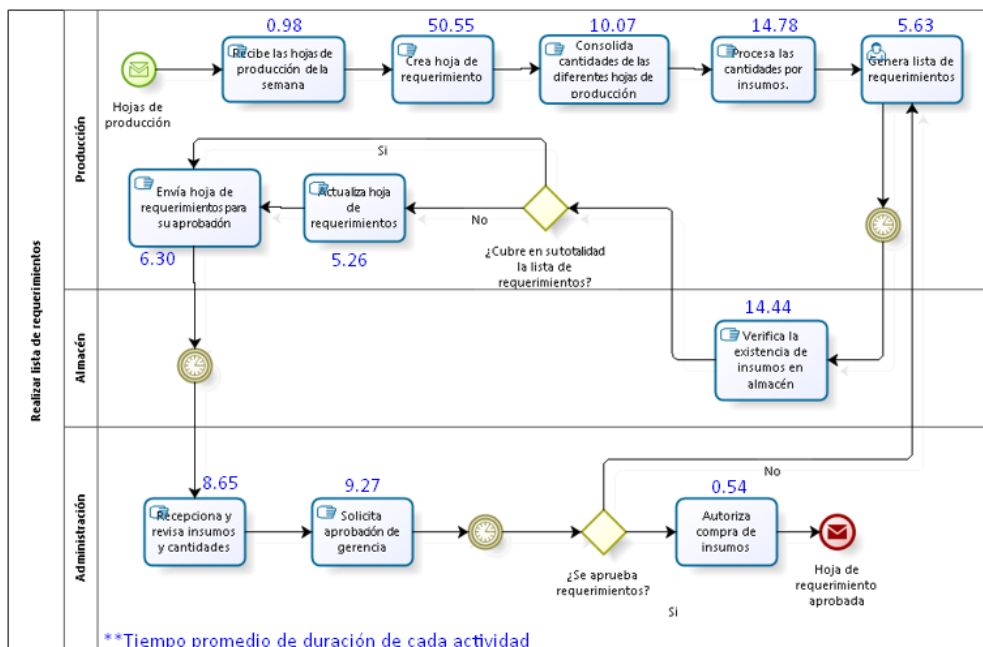 Realizar lista de requerimientos
Producción
Almacén
Administración
Hojas de
producción
0.98
Recibe las hojas de
producción de la
semana
50.55
Crea hoja de
requerimiento
10.07
Consolida
cantidades de las
diferentes hojas de
producción
14.78
Procesa las
cantidades por
insumos.
5.63
Genera lista de
requerimientos
Si
Envía hoja de
requerimientos para
su aprobación
6.30
Actualiza hoja
de
requerimientos
5.26
No
¿Cubre en su totalidad
la lista de
requerimientos?
14.44
Verifica la
existencia de
insumos en
almacén
8.65
Recepciona y
revisa insumos
y cantidades
9.27
Solicita
aprobación de
gerencia
¿Se aprueba
requerimientos?
No
0.54
Autoriza
compra de
insumos
Si
Hoja de
requerimiento
aprobada
**Tiempo promedio de duración de cada actividad